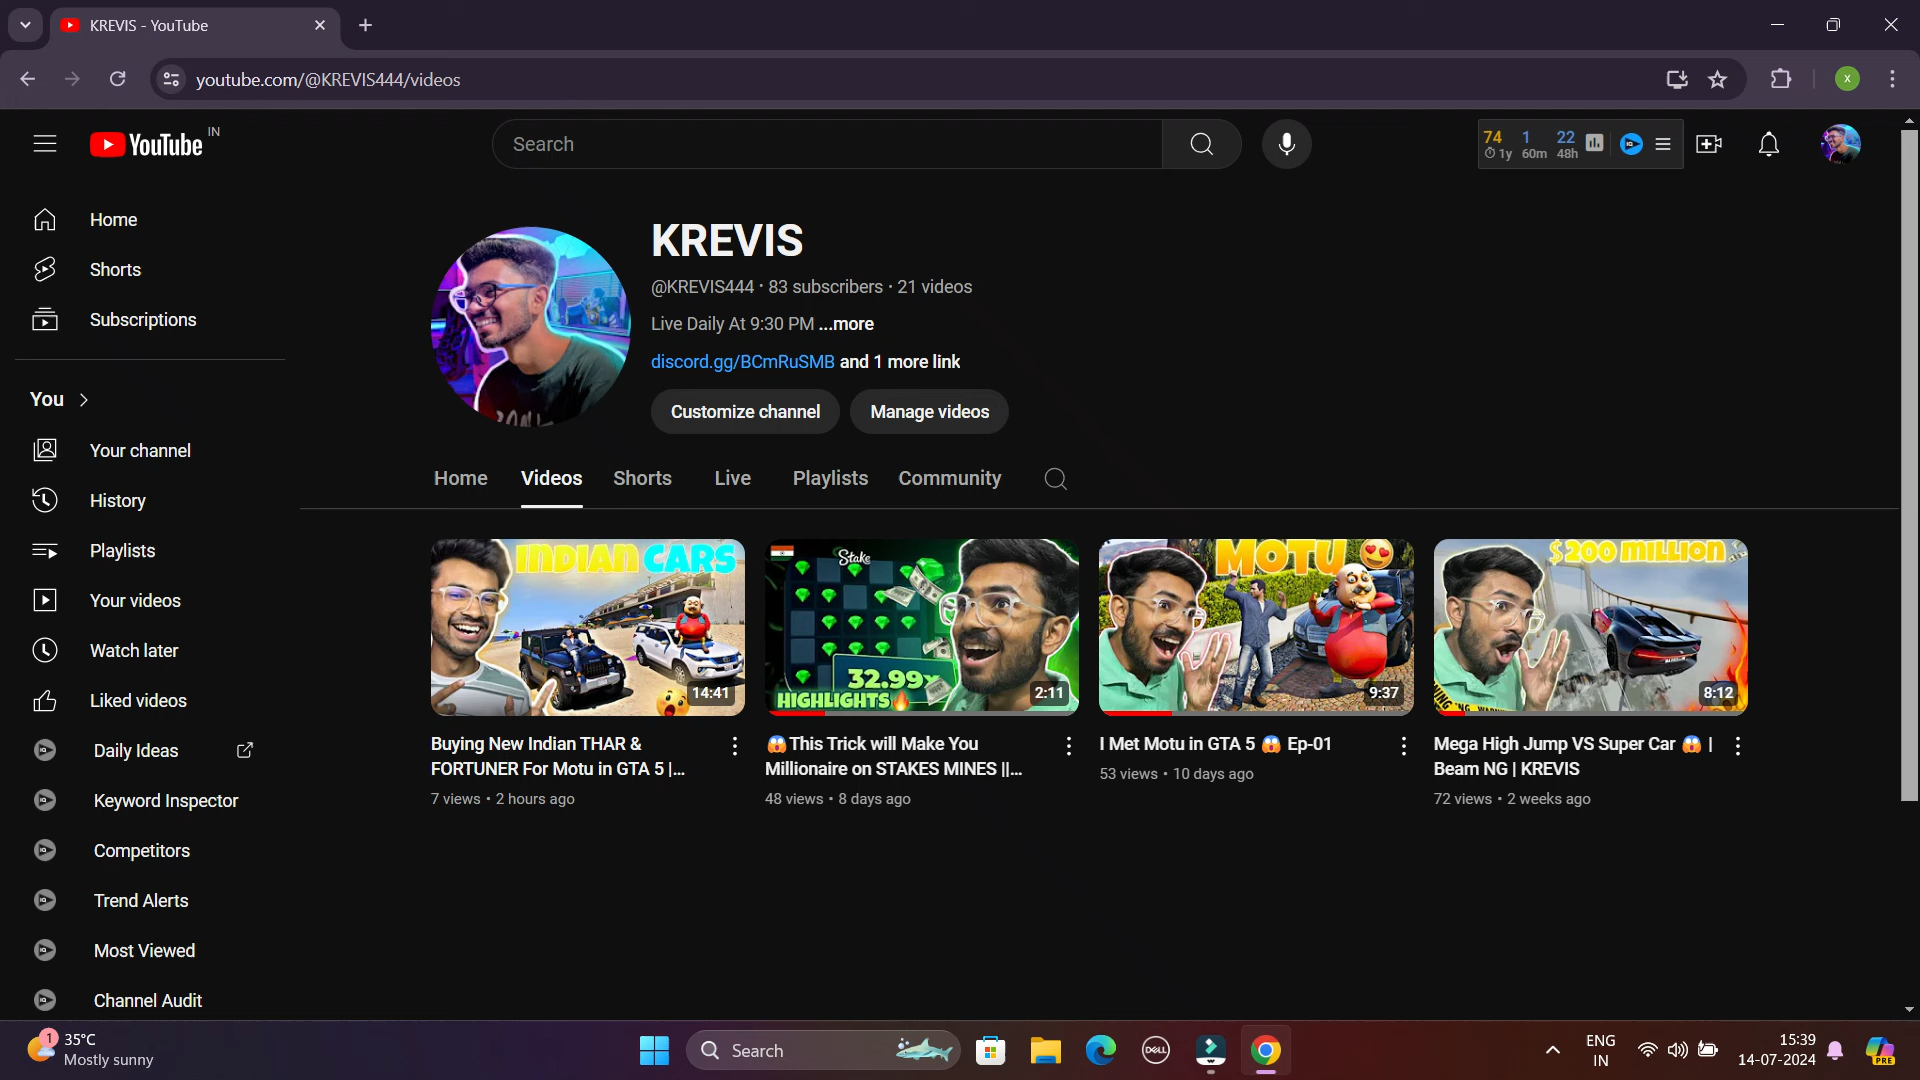 KREVIS - YouTube
youtube.com/@KREVIS444/videos
X
YouTube IN
Search
74 1 22
1y 60m 48h
Home
Shorts
Subscriptions
You
Your channel
History
Playlists
Your videos
Watch later
Liked videos
Daily Ideas
Keyword Inspector
Competitors
Trend Alerts
Most Viewed
Channel Audit
KREVIS
@KREVIS444 · 83 subscribers · 21 videos
Live Daily At 9:30 PM ...more
discord.gg/BCmRuSMB and 1 more link
Customize channel
Manage videos
Home Videos Shorts Live Playlists Community
INDIAN CARS
14:41
Buying New Indian THAR &
FORTUNER For Motu in GTA 5 |...
7 views · 2 hours ago
Stake
32.99x
HIGHLIGHTS🔥
2:11
😱This Trick will Make You
Millionaire on STAKES MINES ||...
48 views · 8 days ago
MOTU 😍
9:37
I Met Motu in GTA 5 😱 Ep-01
53 views · 10 days ago
$200 MILLION
8:12
Mega High Jump VS Super Car 😱 |
Beam NG | KREVIS
72 views · 2 weeks ago
1
35°C
Mostly sunny
Search
DELL
ENG
IN
15:39
14-07-2024
PRE